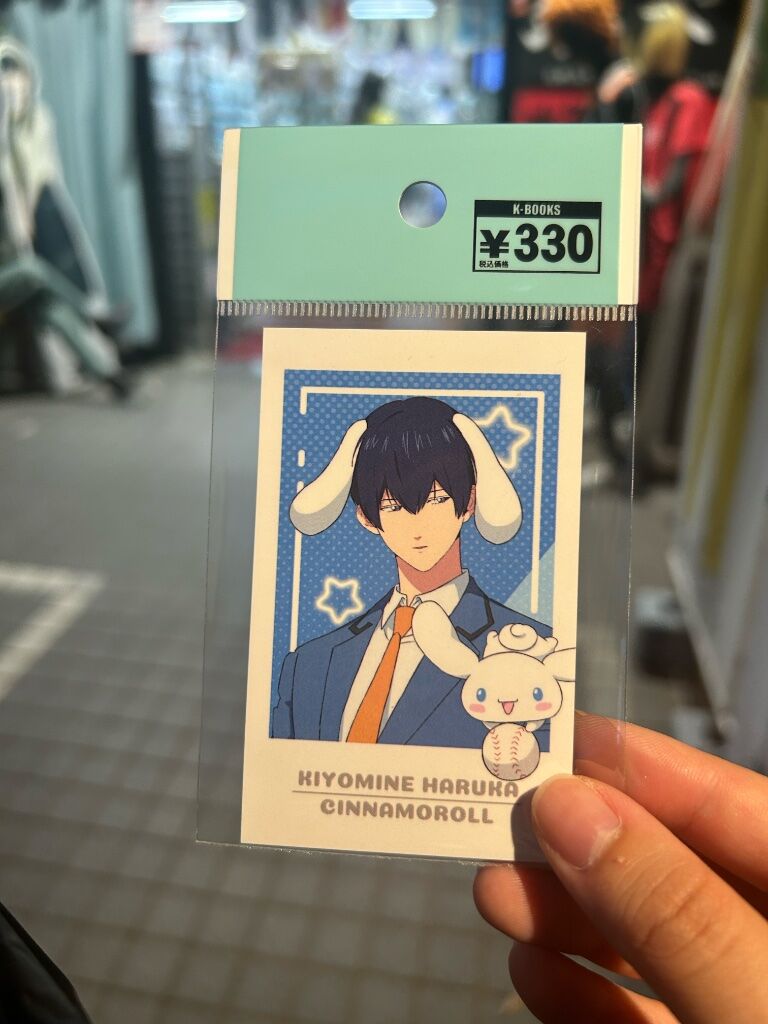 K-BOOKS
¥330
税込価格
KIYOMINE HARUKA
CINNAMOROLL